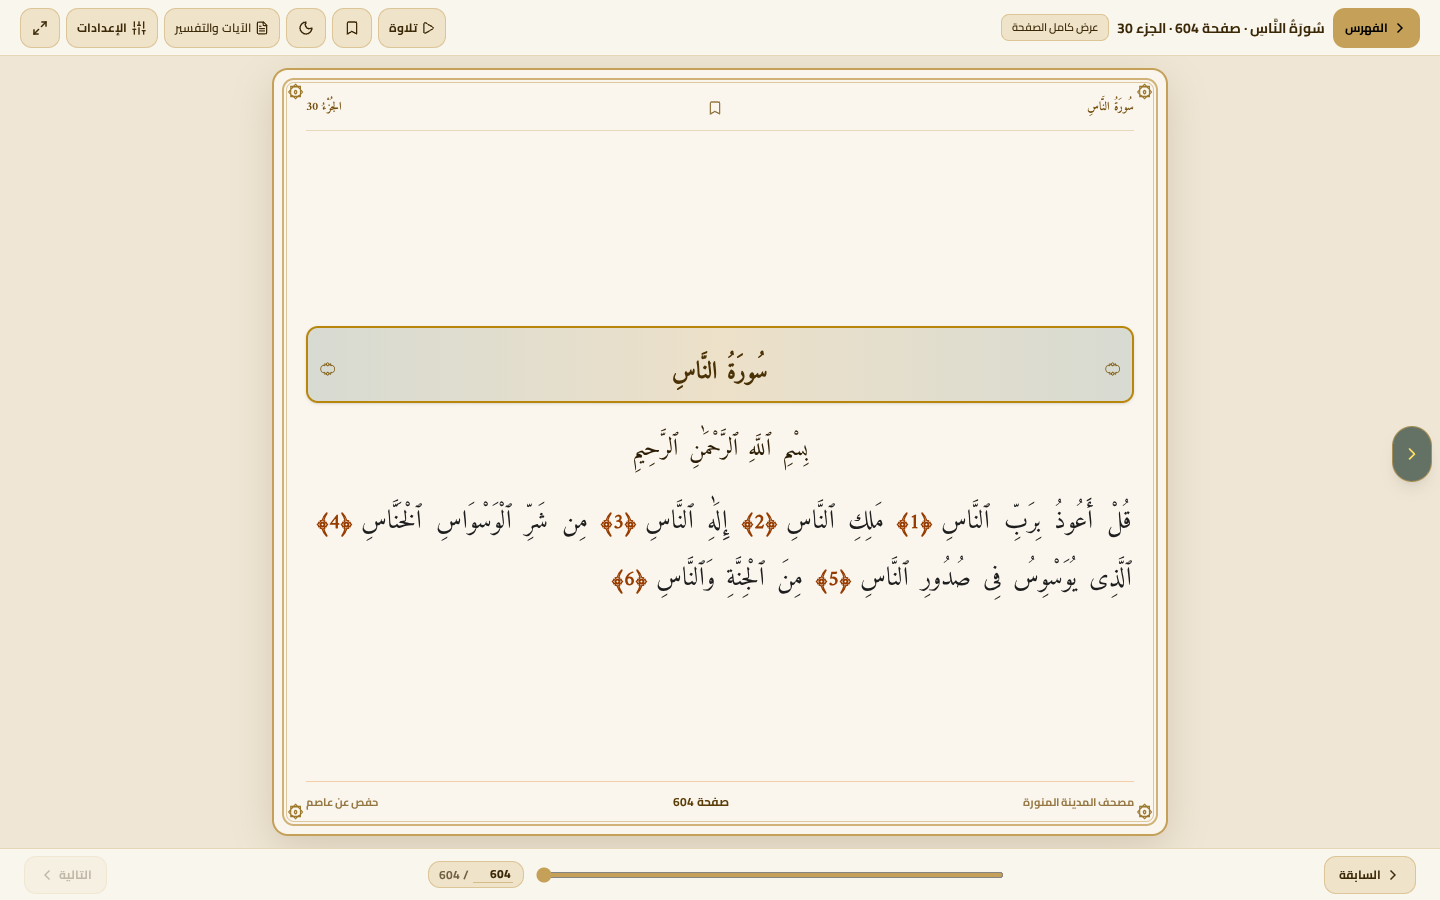 الفهرس
سُورَةُ النَّاسِ · صفحة 604 · الجزء 30
عرض كامل الصفحة
تلاوة
الآيات والتفسير
الإعدادات
سُورَةُ النَّاسِ
الجُزْءُ 30
سُورَةُ النَّاسِ
بِسْمِ ٱللَّهِ ٱلرَّحْمَٰنِ ٱلرَّحِيمِ
قُلْ أَعُوذُ بِرَبِّ ٱلنَّاسِ ﴿1﴾ مَلِكِ ٱلنَّاسِ ﴿2﴾ إِلَٰهِ ٱلنَّاسِ ﴿3﴾ مِن شَرِّ ٱلْوَسْوَاسِ ٱلْخَنَّاسِ ﴿4﴾
ٱلَّذِى يُوَسْوِسُ فِى صُدُورِ ٱلنَّاسِ ﴿5﴾ مِنَ ٱلْجِنَّةِ وَٱلنَّاسِ ﴿6﴾
مصحف المدينة المنورة
صفحة 604
حفص عن عاصم
السابقة
604 / 604
التالية